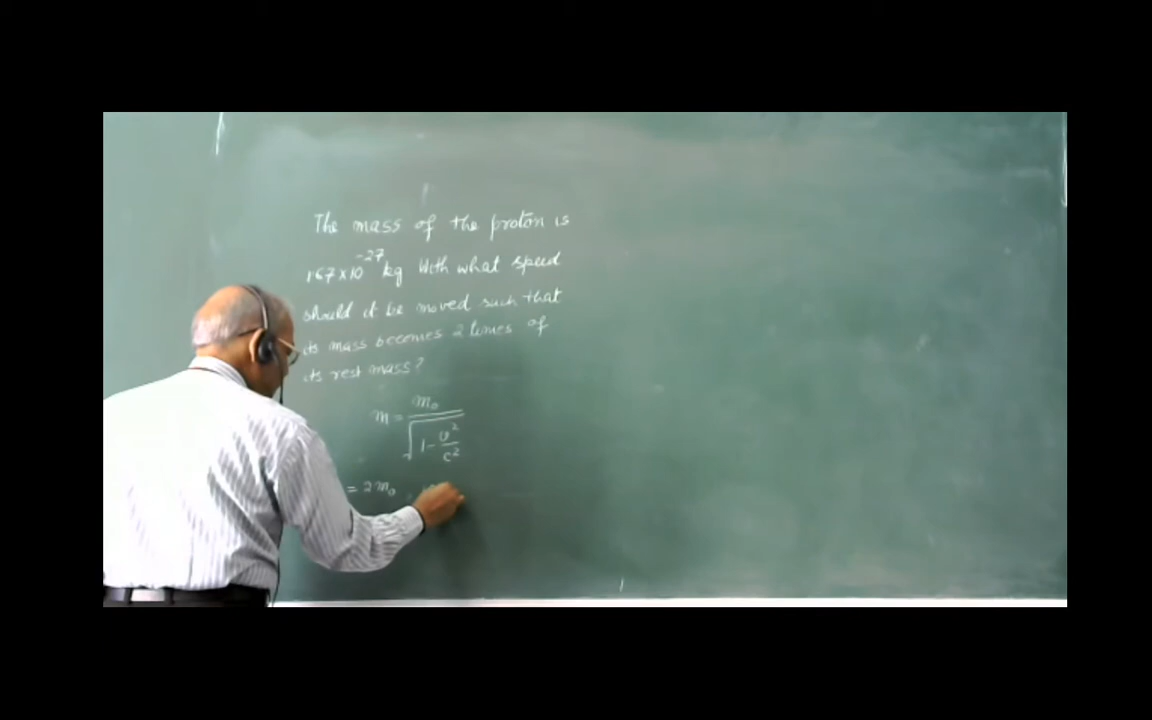 The mass of the proton is
1.67×10⁻²⁷ kg With what speed
should it be moved such that
its mass becomes 2 times of
its rest mass?
m = m₀ / √(1 - v²/c²)
= 2m₀